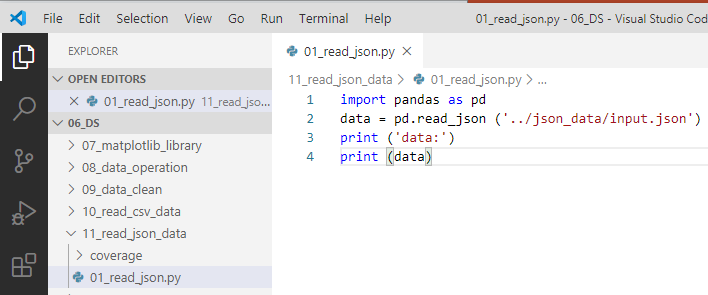 File Edit Selection View Go Run Terminal Help 01_read_json.py - 06_DS - Visual Studio Cod
EXPLORER
OPEN EDITORS
01_read_json.py 11_read_jso...
06_DS
07_matplotlib_library
08_data_operation
09_data_clean
10_read_csv_data
11_read_json_data
coverage
01_read_json.py
01_read_json.py
11_read_json_data > 01_read_json.py > ...
1 import pandas as pd
2 data = pd.read_json ('../json_data/input.json')
3 print ('data:')
4 print (data)